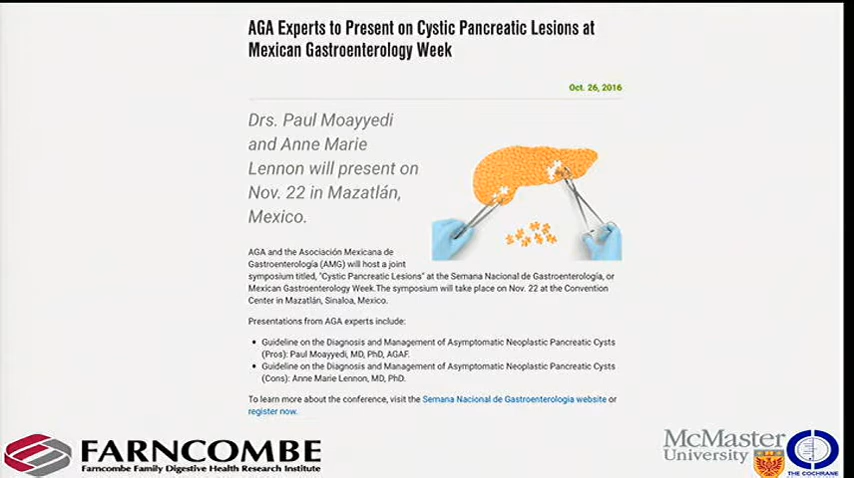 AGA Experts to Present on Cystic Pancreatic Lesions at
Mexican Gastroenterology Week
Oct. 26, 2016
Drs. Paul Moayyedi
and Anne Marie
Lennon will present on
Nov. 22 in Mazatlán,
Mexico.
AGA and the Asociación Mexicana de
Gastroenterología (AMG) will host a joint
symposium titled, "Cystic Pancreatic Lesions" at the Semana Nacional de Gastroenterología, or
Mexican Gastroenterology Week.The symposium will take place on Nov. 22 at the Convention
Center in Mazatlán, Sinaloa, Mexico.
Presentations from AGA experts include:
• Guideline on the Diagnosis and Management of Asymptomatic Neoplastic Pancreatic Cysts
(Pros): Paul Moayyedi, MD, PhD, AGAF.
• Guideline on the Diagnosis and Management of Asymptomatic Neoplastic Pancreatic Cysts
(Cons): Anne Marie Lennon, MD, PhD.
To learn more about the conference, visit the Semana Nacional de Gastroenterología website or
register now.
FARNCOMBE
Farncombe Family Digestive Health Research Institute
McMaster
University
THE COCHRANE